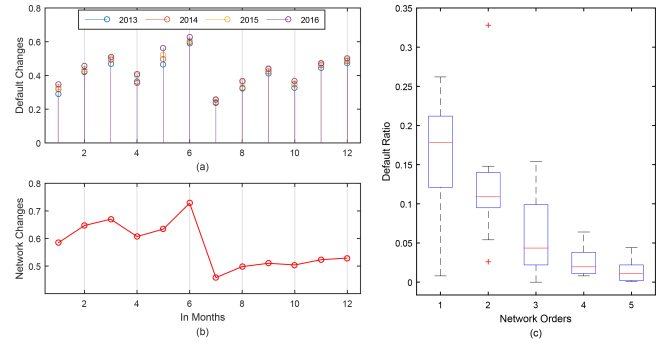 0.8
0.6
0.4
0.2
0
Default Changes
2013 2014 2015 2016
2 4 6 8 10 12
(a)
0.8
0.7
0.6
0.5
Network Changes
2 4 6 8 10 12
In Months
(b)
0.35
0.3
0.25
0.2
0.15
0.1
0.05
0
Default Ratio
1 2 3 4 5
Network Orders
(c)